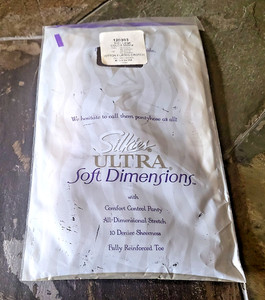 We hesitate to call them pantyhose at all!
Silkies
ULTRA
Soft Dimensions
with
Comfort Control Panty
All-Dimensional Stretch
10 Denier Sheerness
Fully Reinforced Toe